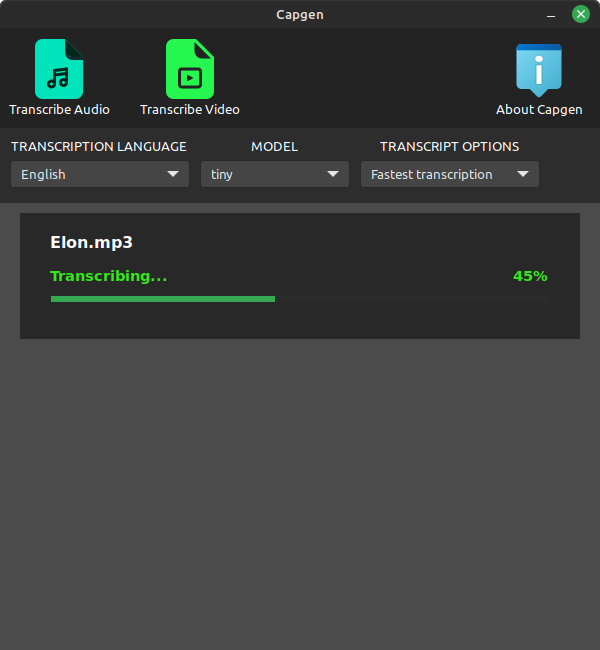 Capgen
Transcribe Audio
Transcribe Video
About Capgen
TRANSCRIPTION LANGUAGE
MODEL
TRANSCRIPT OPTIONS
English
tiny
Fastest transcription
Elon.mp3
Transcribing...
45%